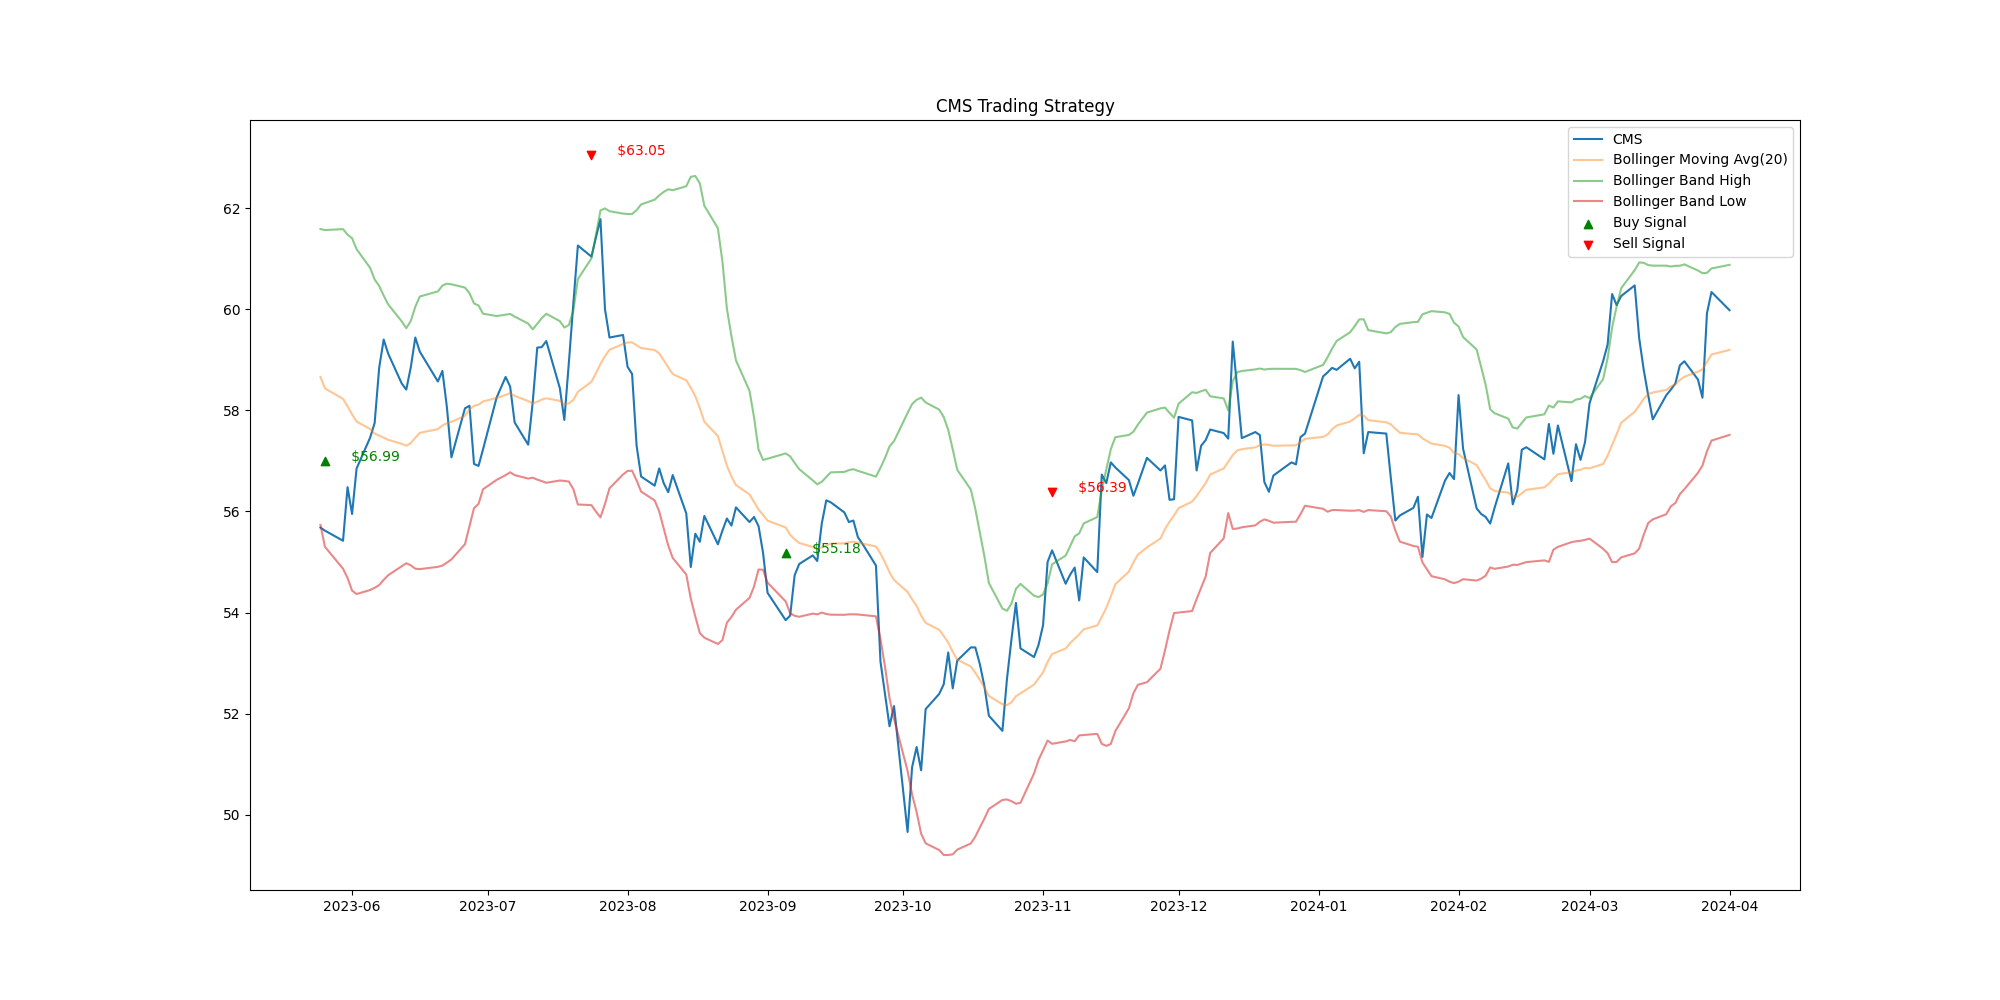 CMS Trading Strategy
CMS
Bollinger Moving Avg(20)
Bollinger Band High
Bollinger Band Low
Buy Signal
Sell Signal
$63.05
$56.99
$56.39
$55.18
62
60
58
56
54
52
50
2023-06 2023-07 2023-08 2023-09 2023-10 2023-11 2023-12 2024-01 2024-02 2024-03 2024-04